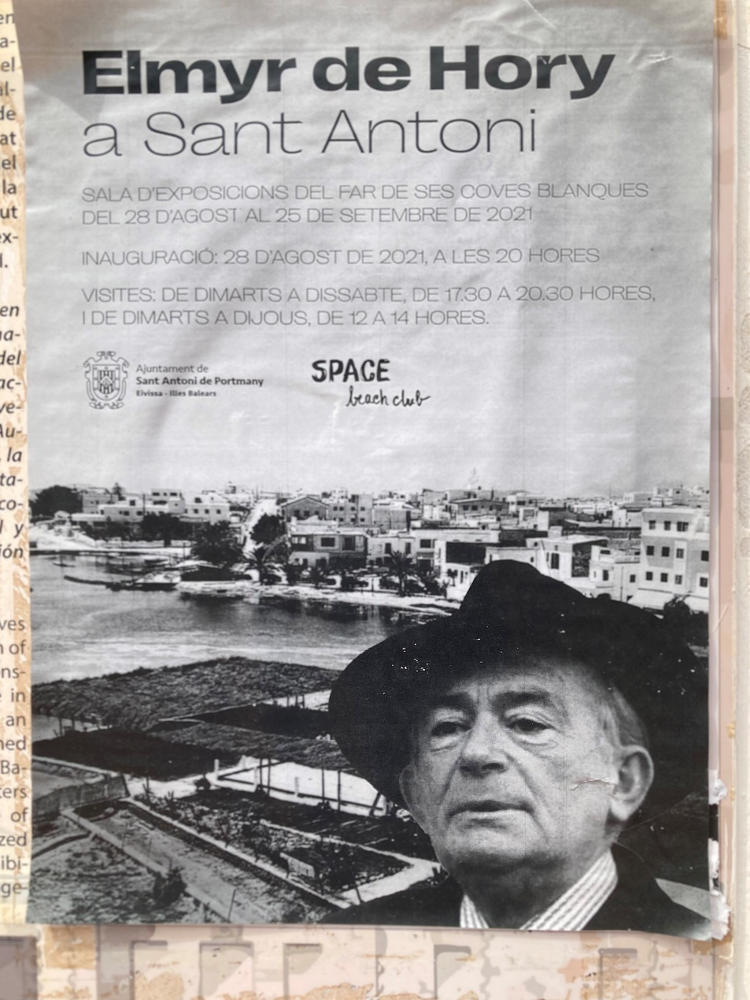 Elmyr de Hory
a Sant Antoni
SALA D'EXPOSICIONS DEL FAR DE SES COVES BLANQUES
DEL 28 D'AGOST AL 25 DE SETEMBRE DE 2021
INAUGURACIÓ: 28 D'AGOST DE 2021, A LES 20 HORES
VISITES: DE DIMARTS A DISSABTE, DE 17.30 A 20.30 HORES,
I DE DIMARTS A DIJOUS, DE 12 A 14 HORES.
Ajuntament de
Sant Antoni de Portmany
Eivissa - Illes Balears
SPACE
beach club
en
a-
el
al-
de
at
el
la
ut
ex-
l.
en
na-
del
ac-
ve-
Au-
, la
ta-
co-
l y
ión
ves
n of
ons-
e in
an
ned
Ba-
ters
of
zed
ibi-
ge-